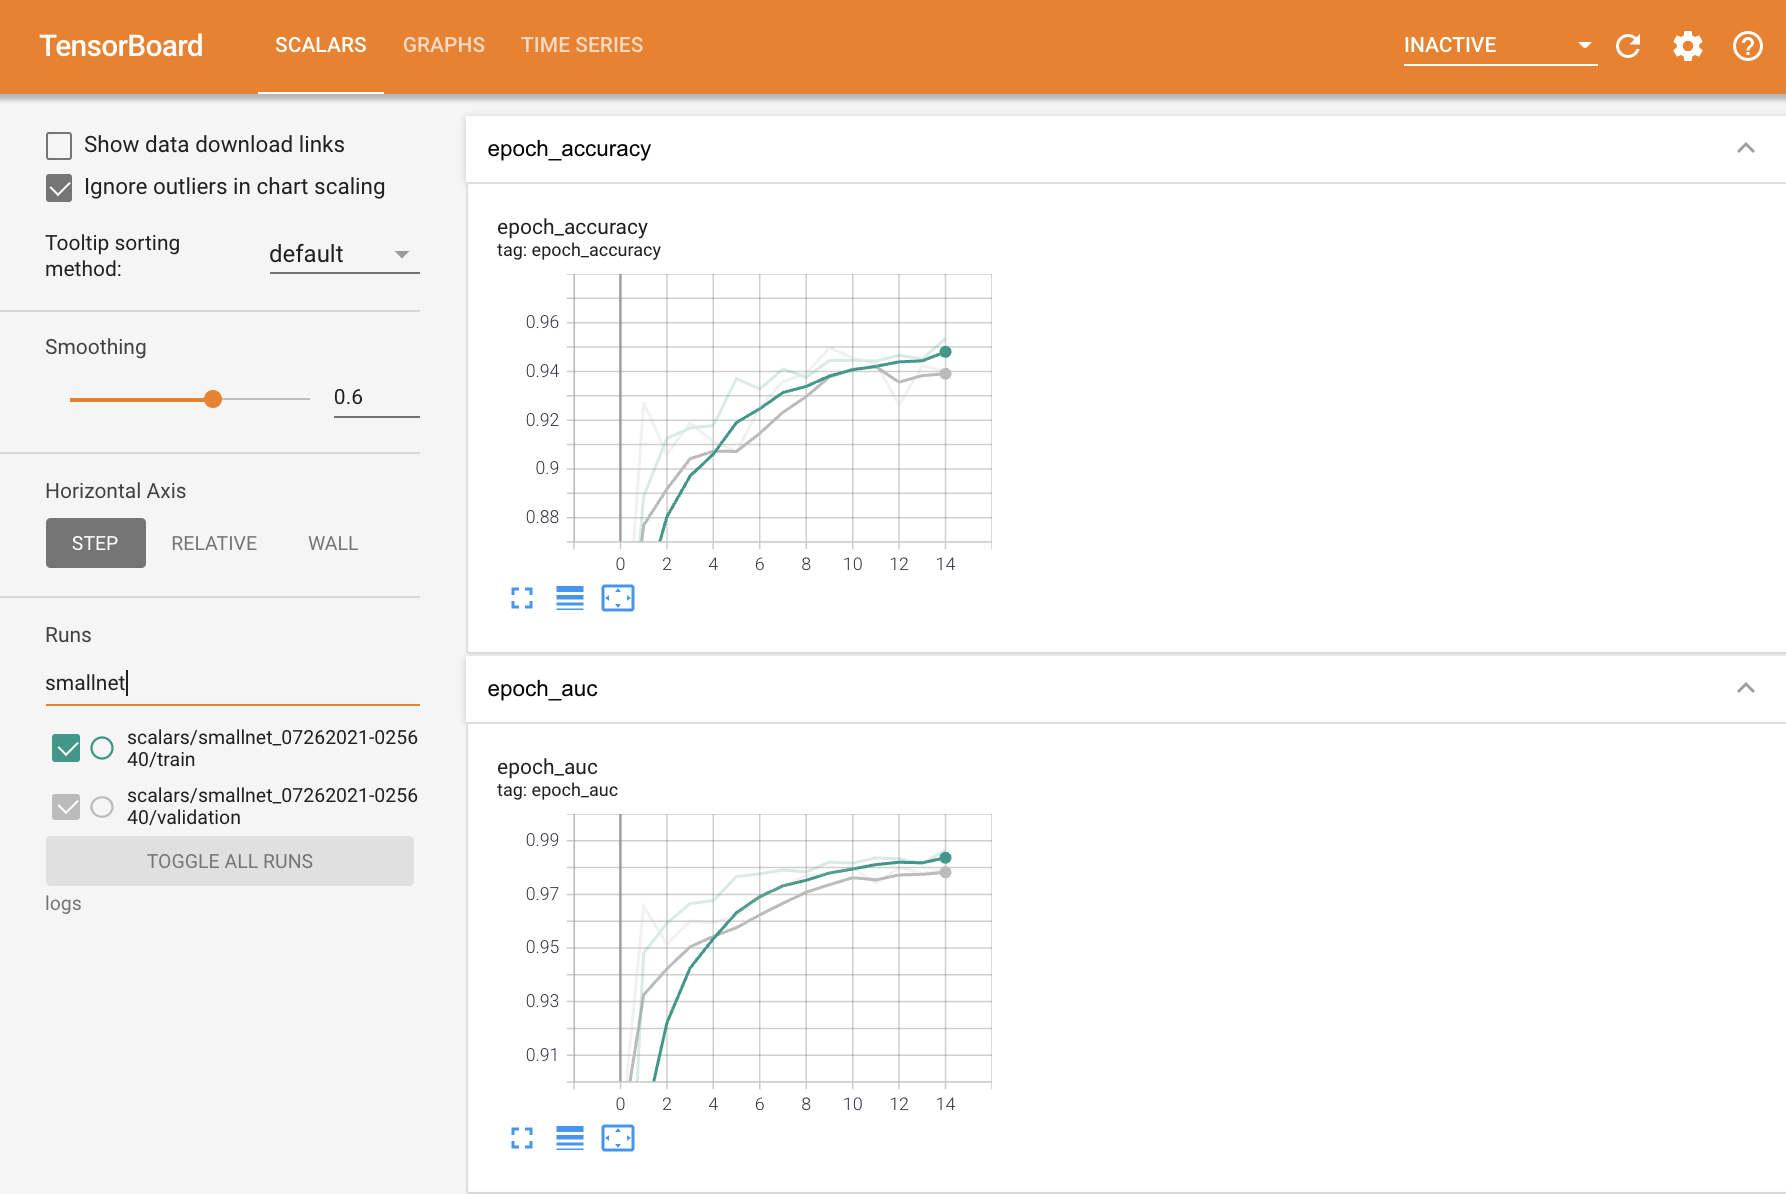 TensorBoard
SCALARS
GRAPHS
TIME SERIES
INACTIVE
Show data download links
Ignore outliers in chart scaling
Tooltip sorting
method:
default
Smoothing
0.6
Horizontal Axis
STEP
RELATIVE
WALL
Runs
smallnet
scalars/smallnet_07262021-0256
40/train
scalars/smallnet_07262021-0256
40/validation
TOGGLE ALL RUNS
logs
epoch_accuracy
epoch_accuracy
tag: epoch_accuracy
0.96
0.94
0.92
0.9
0.88
0 2 4 6 8 10 12 14
epoch_auc
epoch_auc
tag: epoch_auc
0.99
0.97
0.95
0.93
0.91
0 2 4 6 8 10 12 14